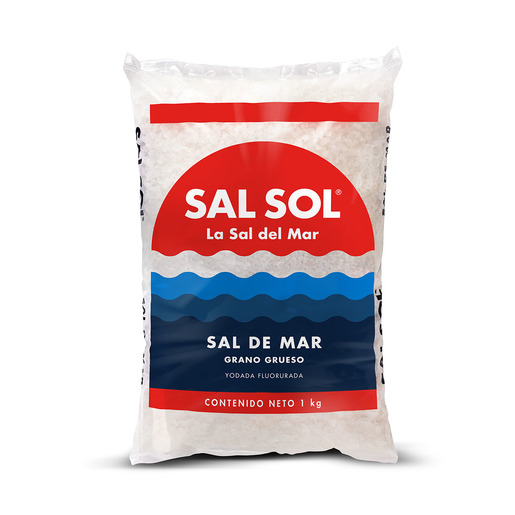 SAL SOL®
La Sal del Mar
SAL DE MAR
GRANO GRUESO
YODADA FLUORURADA
CONTENIDO NETO 1 kg